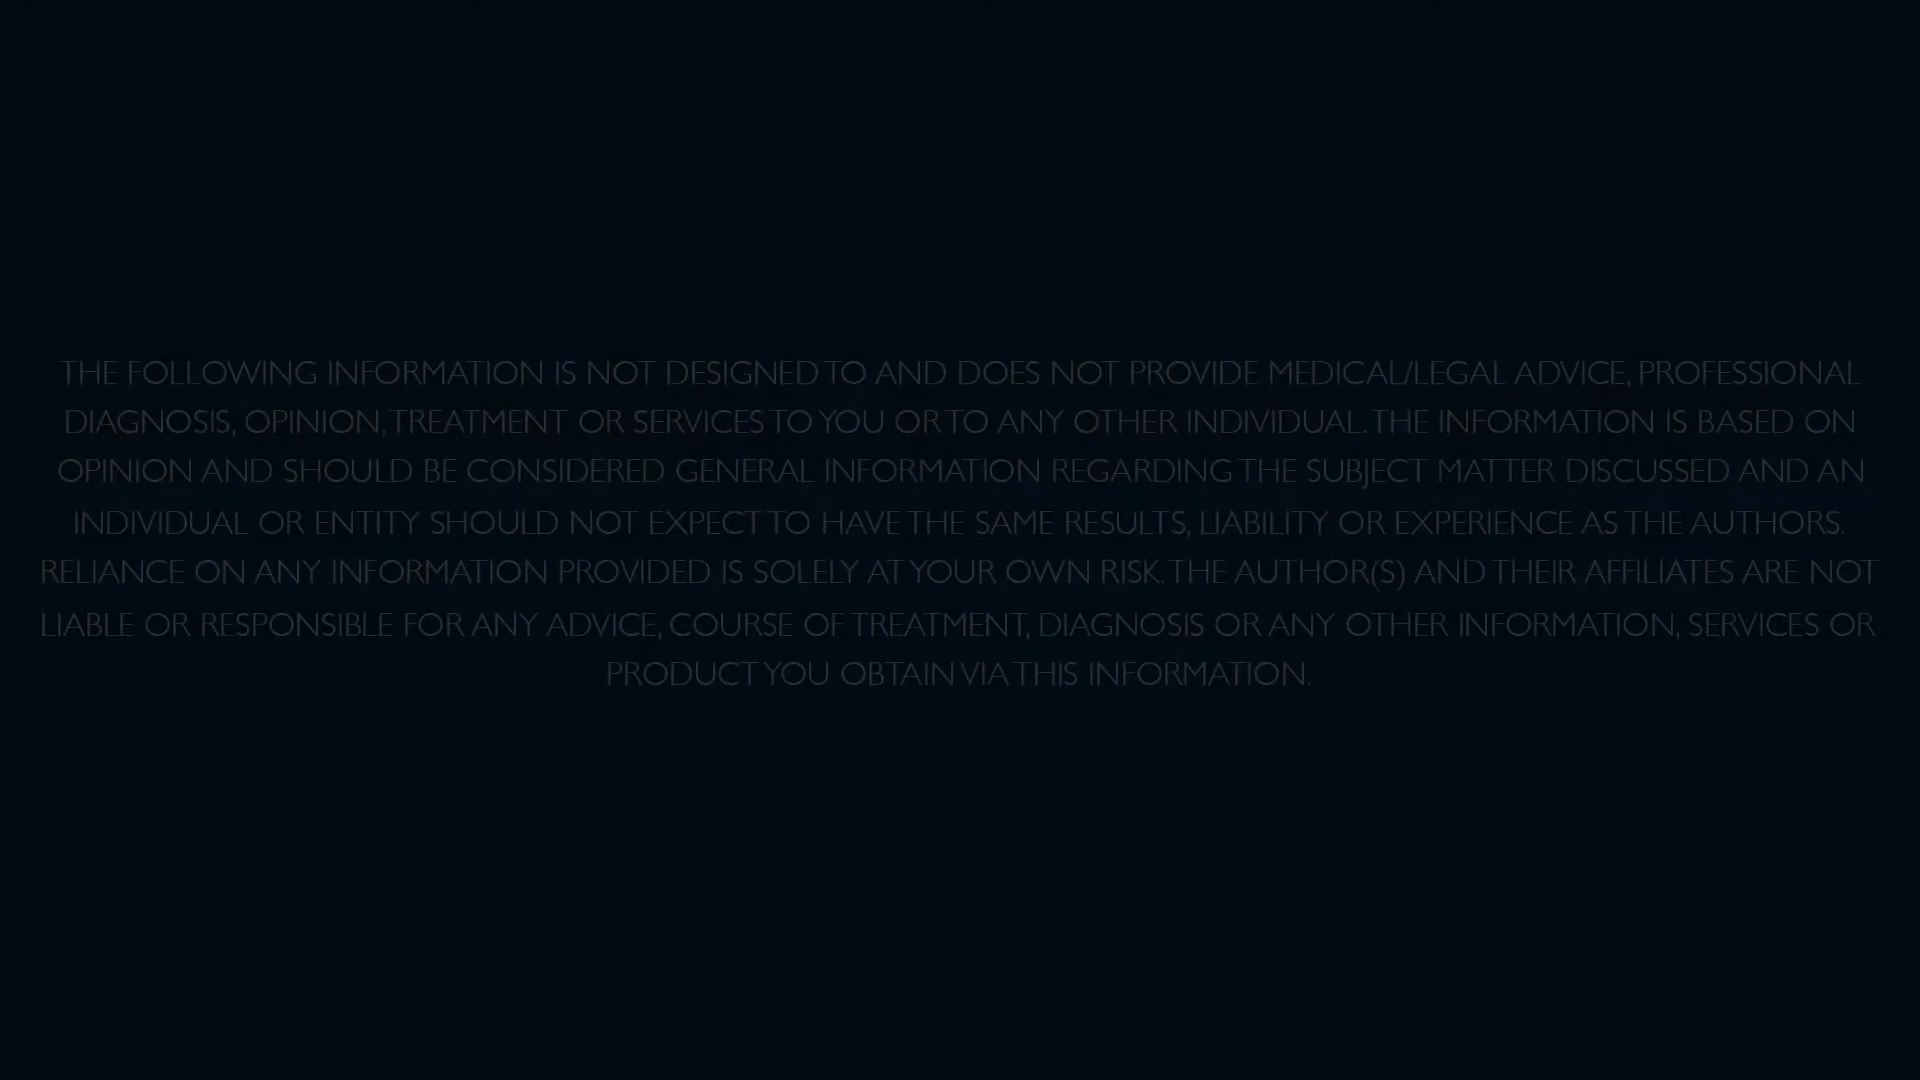 THE FOLLOWING INFORMATION IS NOT DESIGNED TO AND DOES NOT PROVIDE MEDICAL/LEGAL ADVICE, PROFESSIONAL
DIAGNOSIS, OPINION, TREATMENT OR SERVICES TO YOU OR TO ANY OTHER INDIVIDUAL. THE INFORMATION IS BASED ON
OPINION AND SHOULD BE CONSIDERED GENERAL INFORMATION REGARDING THE SUBJECT MATTER DISCUSSED AND AN
INDIVIDUAL OR ENTITY SHOULD NOT EXPECT TO HAVE THE SAME RESULTS, LIABILITY OR EXPERIENCE AS THE AUTHORS.
RELIANCE ON ANY INFORMATION PROVIDED IS SOLELY AT YOUR OWN RISK. THE AUTHOR(S) AND THEIR AFFILIATES ARE NOT
LIABLE OR RESPONSIBLE FOR ANY ADVICE, COURSE OF TREATMENT, DIAGNOSIS OR ANY OTHER INFORMATION, SERVICES OR
PRODUCT YOU OBTAIN VIA THIS INFORMATION.